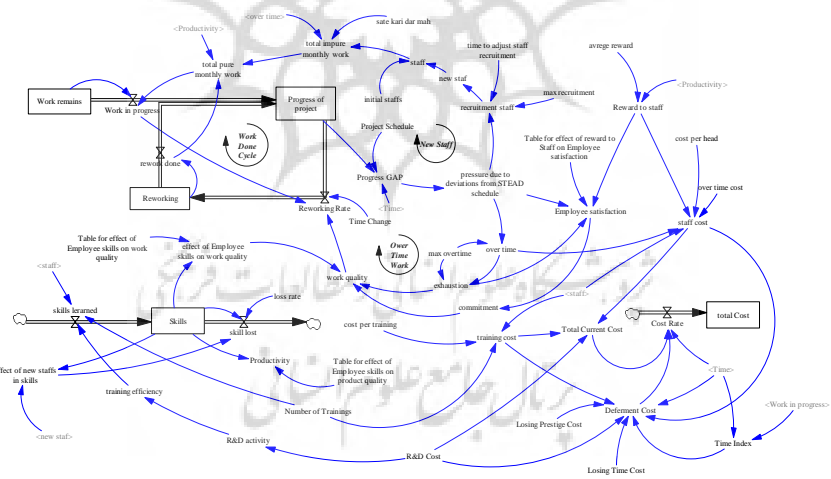 <over time>
sate kari dar mah
<Productivity>
total impure
monthly work
time to adjust staff
recruitment
avrege reward
total pure
monthly work
staff
new staf
<Productivity>
Work remains
Progress of
project
initial staffs
max recruitment
recruitment staff
Reward to staff
Work in progress
Project Schedule
Work
Done
Cycle
New Staff
Table for effect of reward to
Staff on Employee
satisfaction
cost per head
rework done
Progress GAP
pressure due to
deviations from STEAD
schedule
over time cost
Reworking
Reworking Rate
<Time>
Time Change
Employee satisfaction
staff cost
Table for effect of
Employee skills on work
quality
effect of Employee
skills on work quality
Over
Time
Work
max overtime
over time
<staff>
work quality
exhaustion
loss rate
commitment
<staff>
skills lerarned
Skills
skill lost
cost per training
training cost
Total Current Cost
Cost Rate
total Cost
ffect of new staffs
in skills
Productivity
Table for effect of
Employee skills on
product quality
<Time>
training efficiency
Number of Trainings
Deferment Cost
<Work in progress>
<new staf>
Losing Prestige Cost
R&D activity
Time Index
R&D Cost
Losing Time Cost
پرتال جامع علوم انسانی